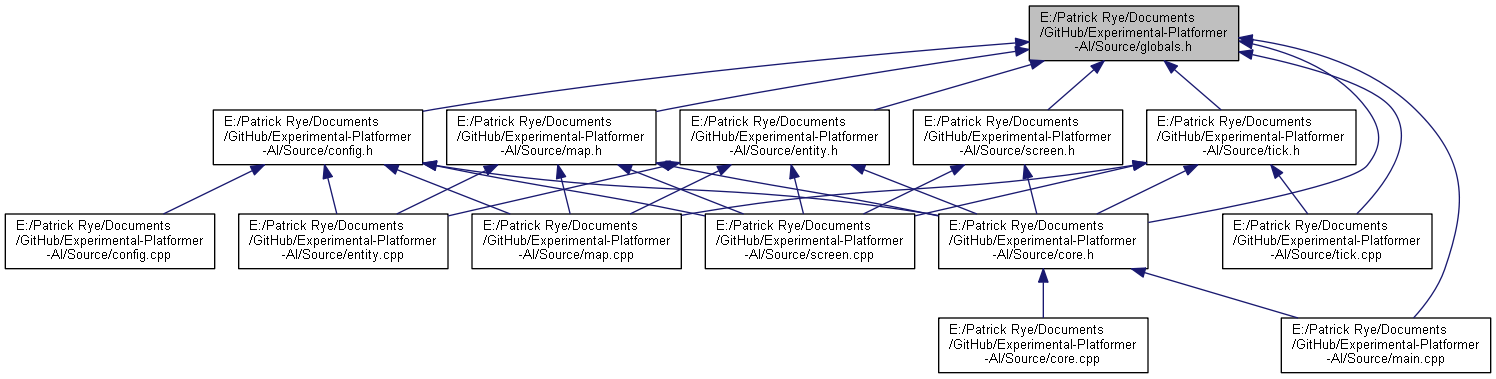 E:/Patrick Rye/Documents
/GitHub/Experimental-Platformer
-AI/Source/globals.h
E:/Patrick Rye/Documents
/GitHub/Experimental-Platformer
-AI/Source/config.h
E:/Patrick Rye/Documents
/GitHub/Experimental-Platformer
-AI/Source/map.h
E:/Patrick Rye/Documents
/GitHub/Experimental-Platformer
-AI/Source/entity.h
E:/Patrick Rye/Documents
/GitHub/Experimental-Platformer
-AI/Source/screen.h
E:/Patrick Rye/Documents
/GitHub/Experimental-Platformer
-AI/Source/tick.h
E:/Patrick Rye/Documents
/GitHub/Experimental-Platformer
-AI/Source/config.cpp
E:/Patrick Rye/Documents
/GitHub/Experimental-Platformer
-AI/Source/entity.cpp
E:/Patrick Rye/Documents
/GitHub/Experimental-Platformer
-AI/Source/map.cpp
E:/Patrick Rye/Documents
/GitHub/Experimental-Platformer
-AI/Source/screen.cpp
E:/Patrick Rye/Documents
/GitHub/Experimental-Platformer
-AI/Source/core.h
E:/Patrick Rye/Documents
/GitHub/Experimental-Platformer
-AI/Source/tick.cpp
E:/Patrick Rye/Documents
/GitHub/Experimental-Platformer
-AI/Source/core.cpp
E:/Patrick Rye/Documents
/GitHub/Experimental-Platformer
-AI/Source/main.cpp